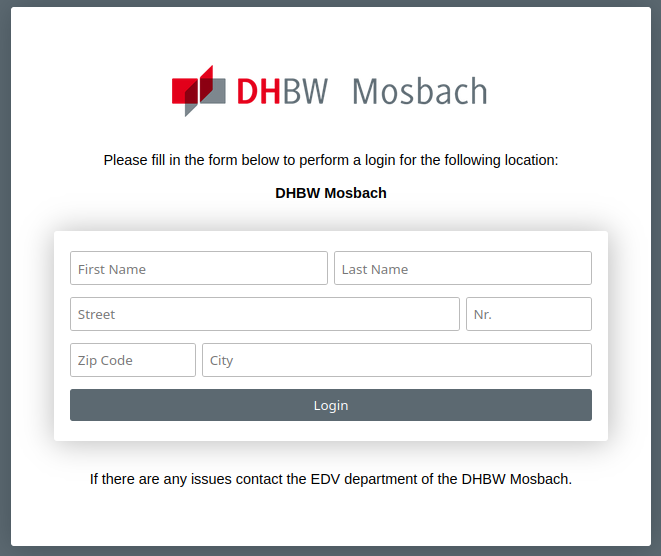 DHBW Mosbach
Please fill in the form below to perform a login for the following location:
DHBW Mosbach
First Name Last Name
Street Nr.
Zip Code City
Login
If there are any issues contact the EDV department of the DHBW Mosbach.